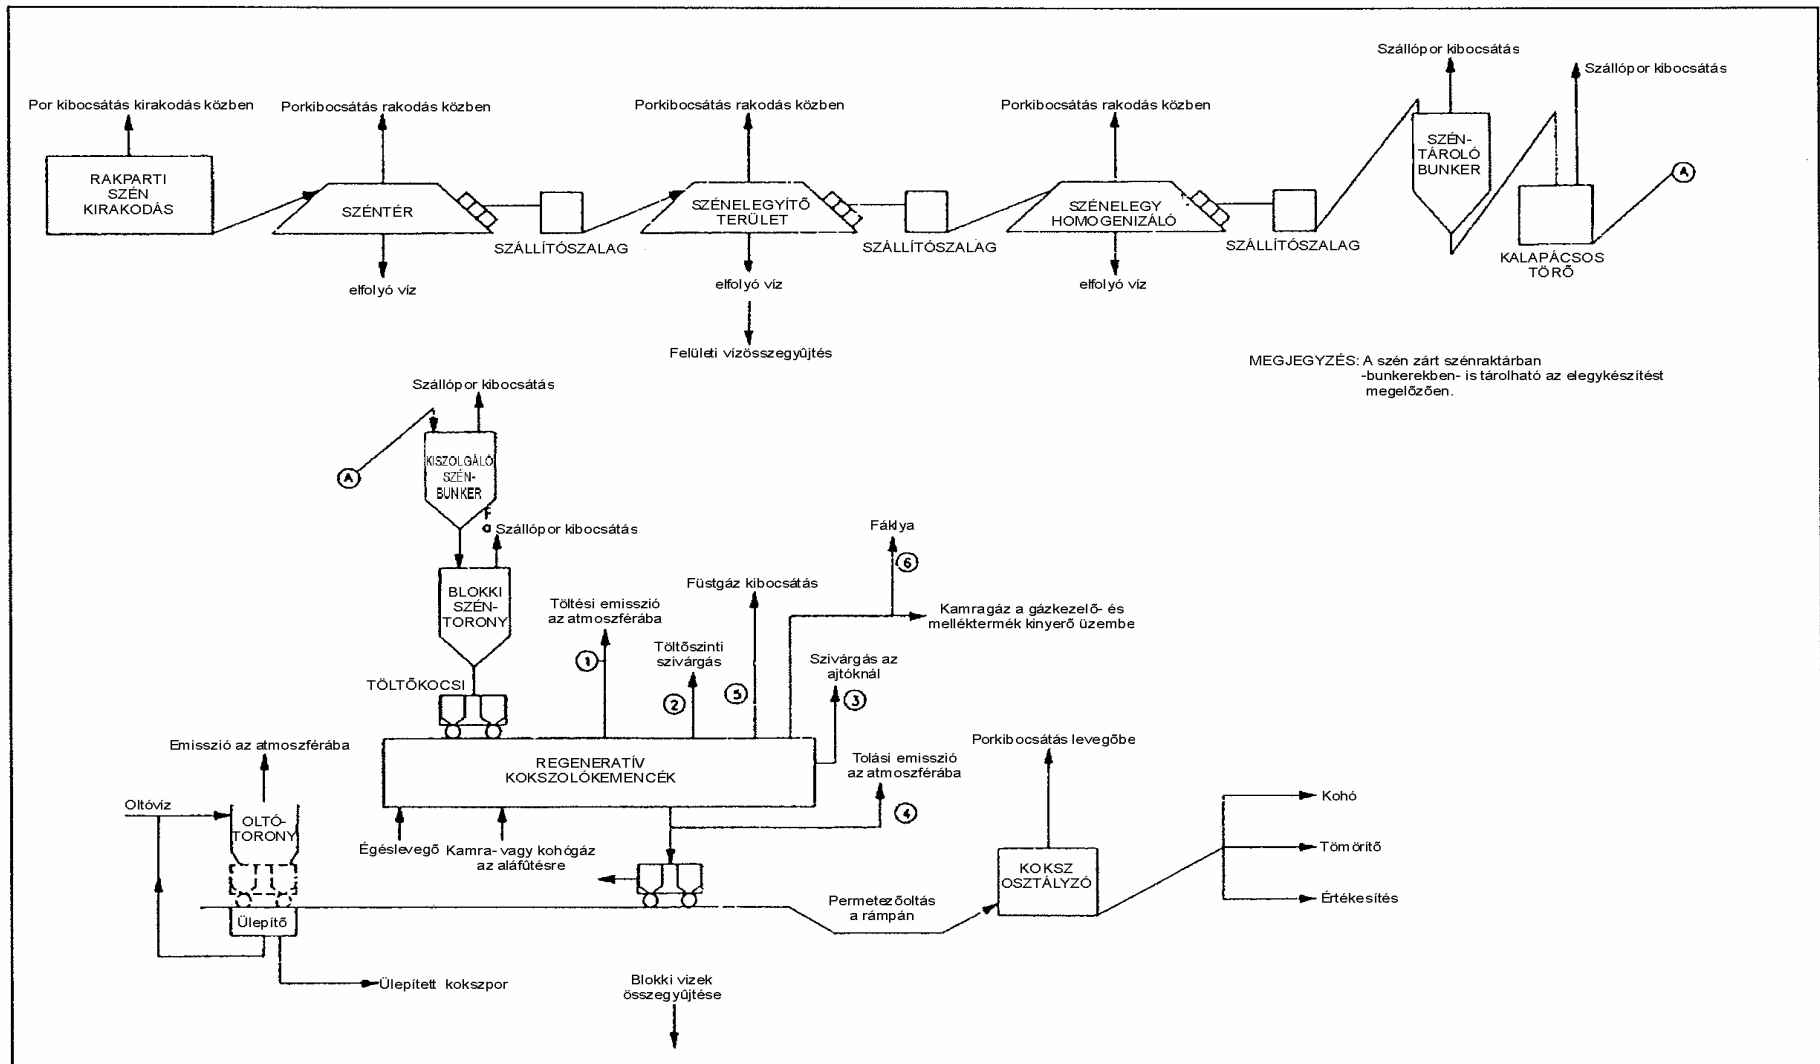 Szállópor kibocsátás
Szállópor kibocsátás
Por kibocsátás kirakodás közben
Porkibocsátás rakodás közben
Porkibocsátás rakodás közben
Porkibocsátás rakodás közben
RAKPARTI
SZÉN
KIRAKODÁS
SZÉNTÉR
SZÁLLÍTÓSZALAG
SZÉNELEGYÍTŐ
TERÜLET
SZÁLLÍTÓSZALAG
SZÉNELEGY
HOMOGENIZÁLÓ
SZÁLLÍTÓSZALAG
SZÉN-
TÁROLÓ
BUNKER
KALAPÁCSOS
TÖRŐ
A
elfolyó víz
elfolyó víz
elfolyó víz
Felületi vízösszegyûjtés
MEGJEGYZÉS: A szén zárt szénraktárban
-bunkerekben- is tárolható az elegykészítést
megelőzően.
Szállópor kibocsátás
A
KISZOLGÁLÓ
SZÉN-
BUNKER
F
a
Szállópor kibocsátás
BLOKKI
SZÉN-
TORONY
TÖLTŐKOCSI
Töltési emisszió
az atmoszférába
1
Töltőszinti
szivárgás
2
Füstgáz kibocsátás
5
Fáklya
6
Kamragáz a gázkezelő- és
melléktermék kinyerő üzembe
Szivárgás az
ajtóknál
3
REGENERATÍV
KOKSZOLÓKEMENCÉK
Tolási emisszió
az atmoszférába
4
Égéslevegő
Kamra- vagy kohógáz
az aláfûtésre
Emisszió az atmoszférába
Oltóvíz
OLTÓ-
TORONY
Ülepítő
Ülepített kokszpor
Blokki vizek
összegyûjtése
Permetezőoltás
a rámpán
Porkibocsátás levegőbe
KOKSZ
OSZTÁLYZÓ
Kohó
Tömörítő
Értékesítés